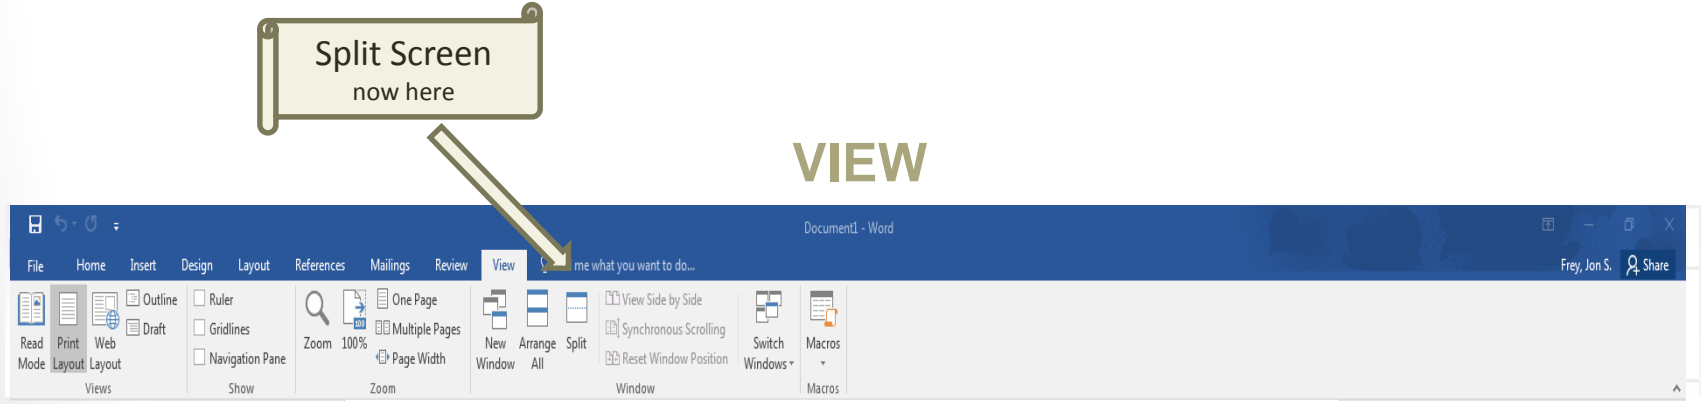 Split Screen
now here
VIEW
Document1 - Word
File Home Insert Design Layout References Mailings Review View me what you want to do... Frey, Jon S. Share
Read Mode
Print Layout
Web Layout
Outline
Draft
Views
Ruler
Gridlines
Navigation Pane
Show
Zoom
100
100%
One Page
Multiple Pages
Page Width
Zoom
New Window
Arrange All
Split
View Side by Side
Synchronous Scrolling
Reset Window Position
Switch Windows
Window
Macros
Macros